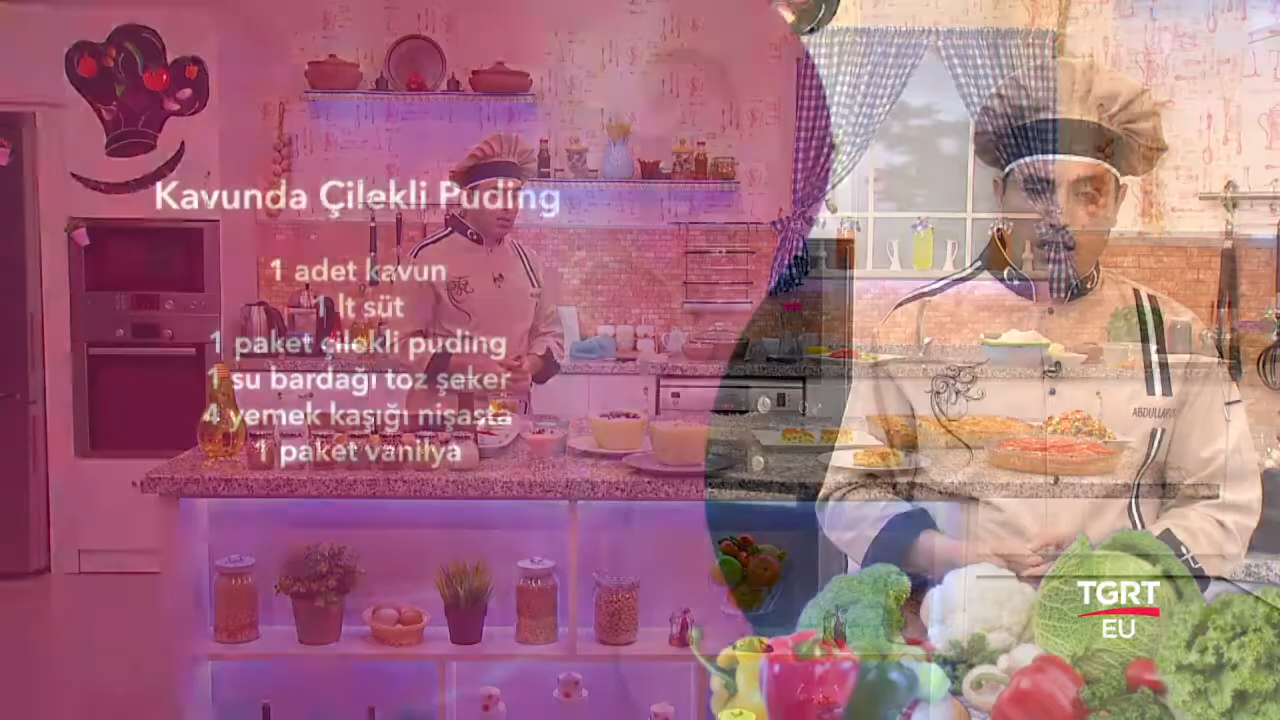 Kavunda Çilekli Puding
1 adet kavun
1 lt süt
1 paket çilekli puding
1 su bardağı toz şeker
4 yemek kaşığı nişasta
1 paket vanilya
TGRT
EU